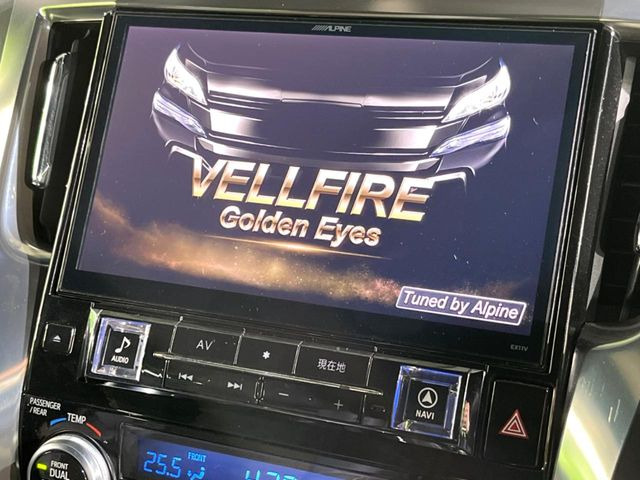 ALPINE
VELLFIRE
Golden Eyes
Tuned by Alpine
EX11V
AUDIO
AV
*
現在地
NAVI
− +
PASSENGER
/REAR
TEMP
FRONT
DUAL
FRONT
25.5